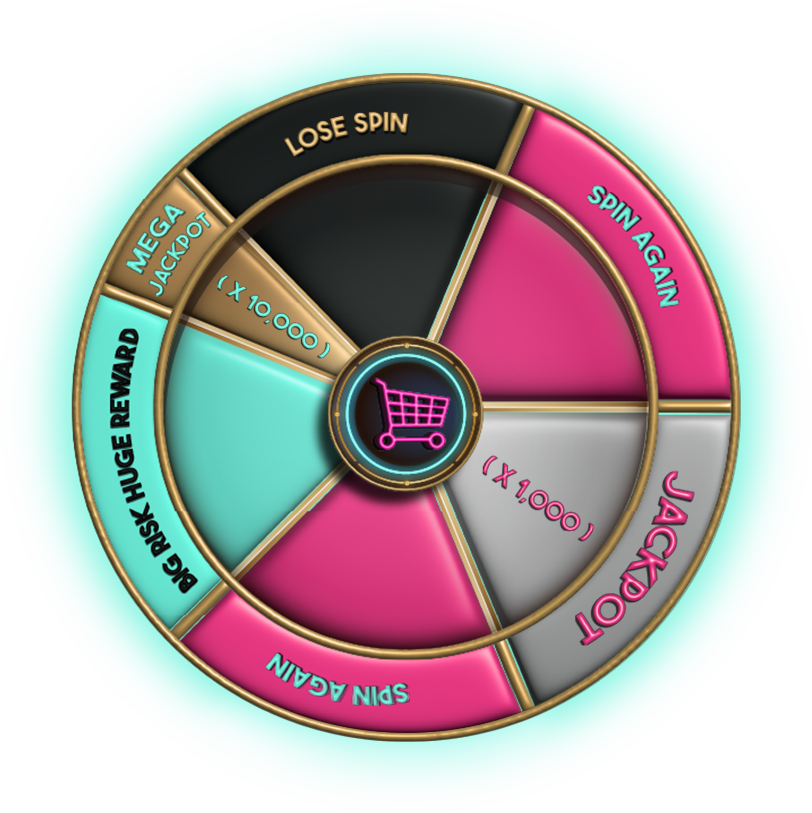 LOSE SPIN
SPIN AGAIN
JACKPOT
( X 1,000 )
SPIN AGAIN
BIG RISK HUGE REWARD
MEGA
JACKPOT
( X 10,000 )